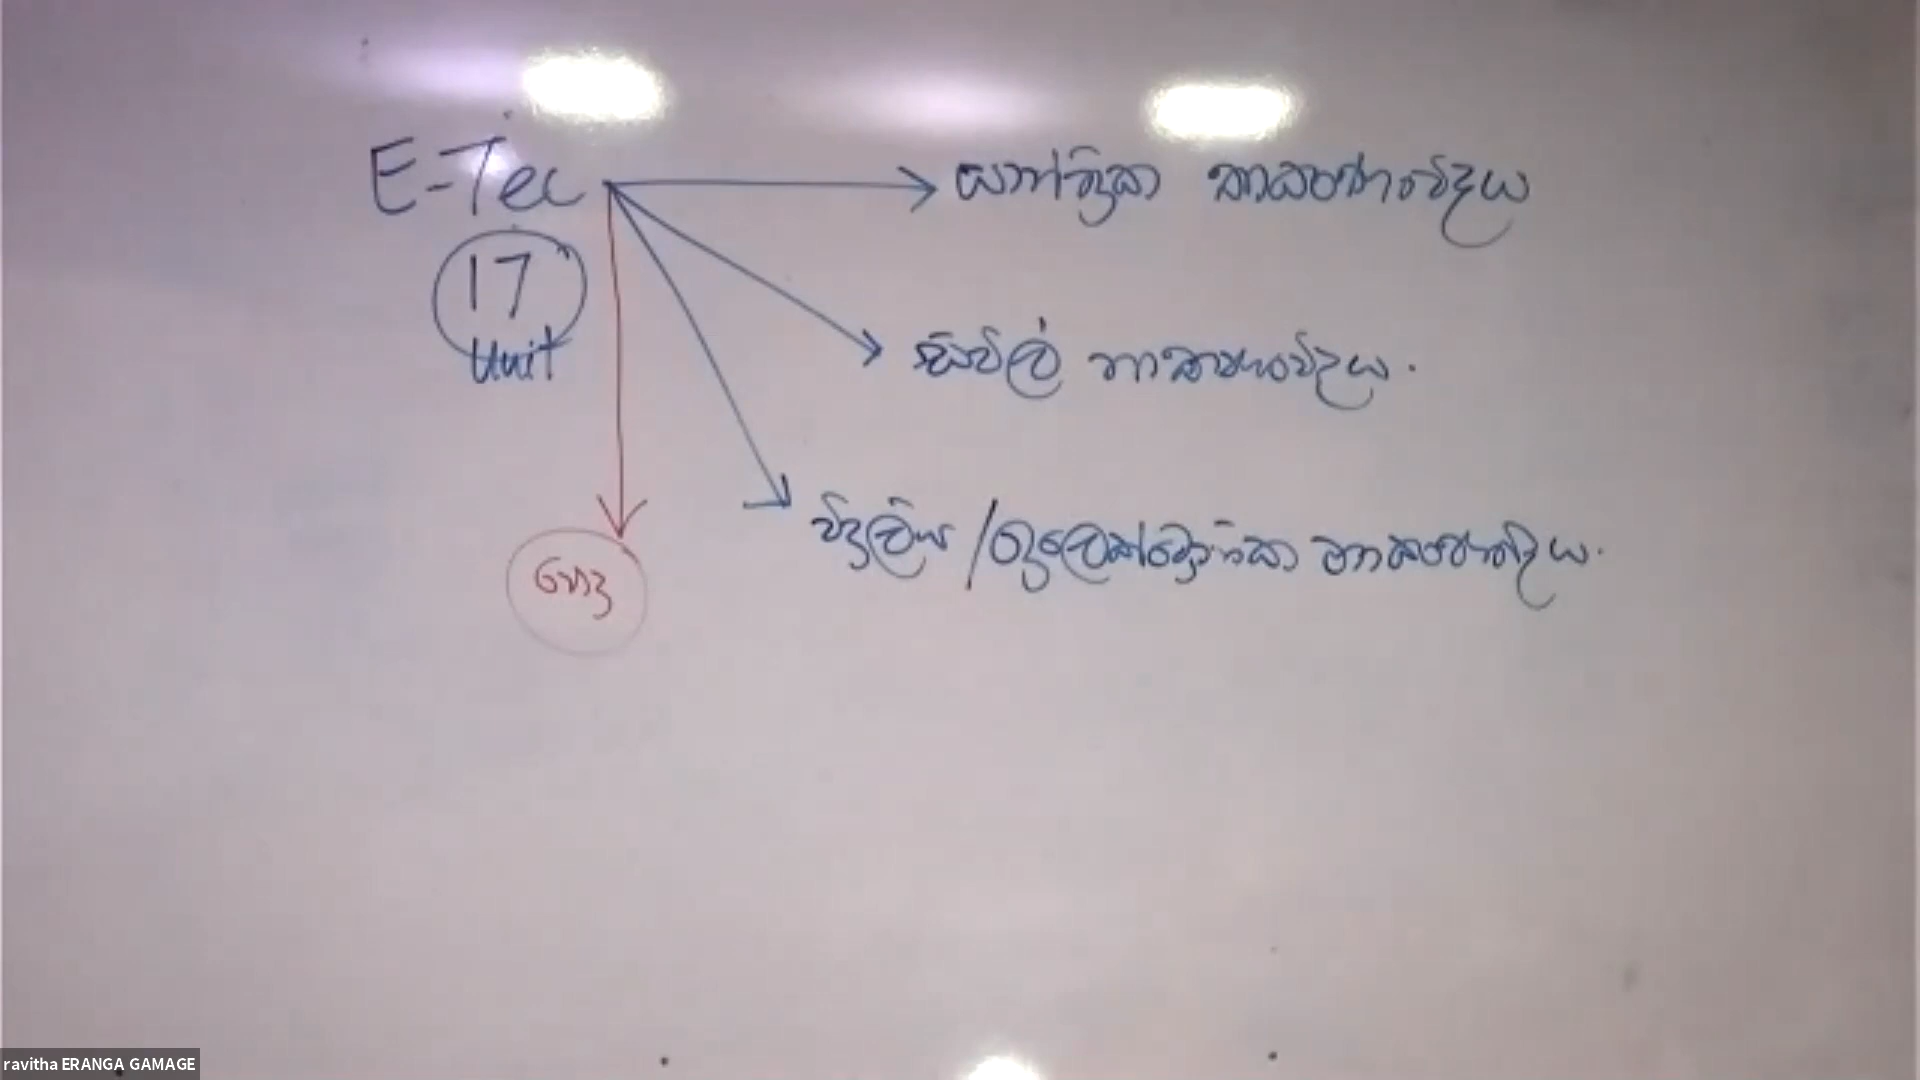 E-Tec
යාන්ත්‍රික තාක්ෂණවේදය
17
Unit
සිවිල් තාක්ෂණවේදය.
විදුලිය / ඉලෙක්ට්‍රොනික තාක්ෂණවේදය.
ravitha ERANGA GAMAGE